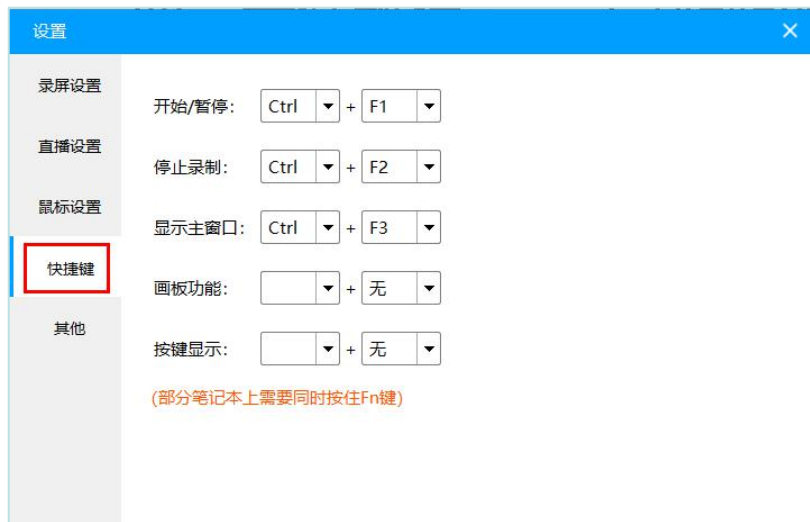 设置
录屏设置
直播设置
鼠标设置
快捷键
其他
开始/暂停: Ctrl + F1
停止录制: Ctrl + F2
显示主窗口: Ctrl + F3
画板功能: + 无
按键显示: + 无
(部分笔记本上需要同时按住Fn键)